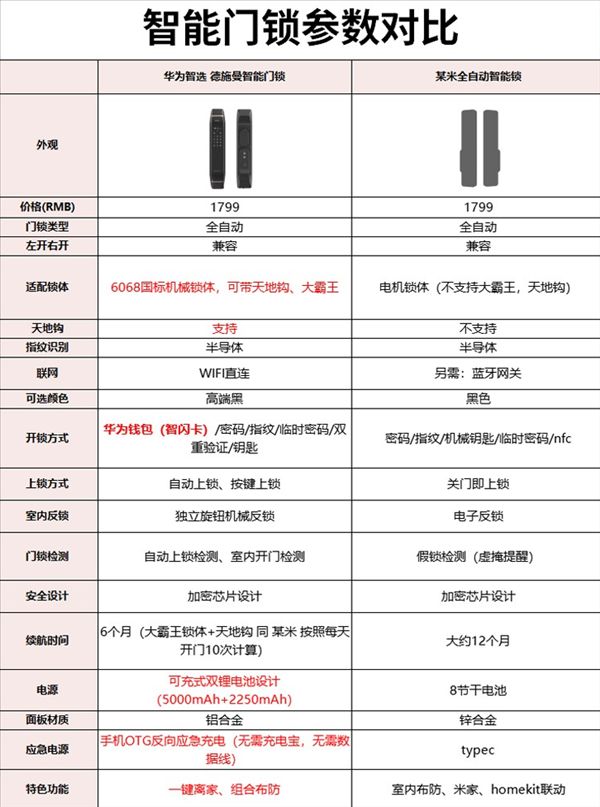 智能门锁参数对比
华为智选 德施曼智能门锁 某米全自动智能锁
外观
价格(RMB) 1799 1799
门锁类型 全自动 全自动
左开右开 兼容 兼容
适配锁体 6068国标机械锁体，可带天地钩、大霸王 电机锁体（不支持大霸王，天地钩）
天地钩 支持 不支持
指纹识别 半导体 半导体
联网 WIFI直连 另需：蓝牙网关
可选颜色 高端黑 黑色
开锁方式 华为钱包（智闪卡）/密码/指纹/临时密码/双
重验证/钥匙 密码/指纹/机械钥匙/临时密码/nfc
上锁方式 自动上锁、按键上锁 关门即上锁
室内反锁 独立旋钮机械反锁 电子反锁
门锁检测 自动上锁检测、室内开门检测 假锁检测（虚掩提醒）
安全设计 加密芯片设计 加密芯片设计
续航时间 6个月（大霸王锁体+天地钩 同 某米 按照每天
开门10次计算） 大约12个月
电源 可充式双锂电池设计
（5000mAh+2250mAh） 8节干电池
面板材质 铝合金 锌合金
应急电源 手机OTG反向应急充电（无需充电宝，无需数
据线） typec
特色功能 一键离家、组合布防 室内布防、米家、homekit联动